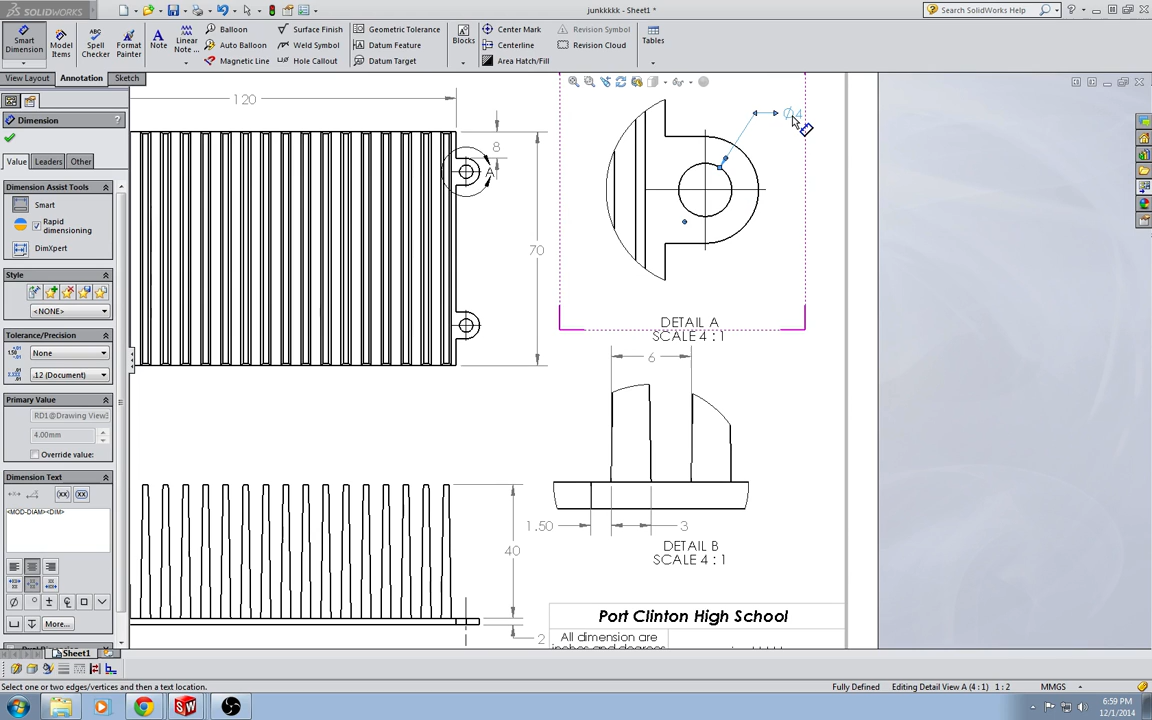 SOLIDWORKS
junkkkkk - Sheet1 *
Search SolidWorks Help
Smart
Dimension
Model
Items
Spell
Checker
Format
Painter
Note
Linear
Note ...
Balloon
Auto Balloon
Magnetic Line
Surface Finish
Weld Symbol
Hole Callout
Geometric Tolerance
Datum Feature
Datum Target
Blocks
Center Mark
Centerline
Area Hatch/Fill
Revision Symbol
Revision Cloud
Tables
View Layout
Annotation
Sketch
Dimension
?
Value
Leaders
Other
Dimension Assist Tools
Smart
Rapid
dimensioning
DimXpert
Style
<NONE>
Tolerance/Precision
None
.12 (Document)
Primary Value
RD1@Drawing View
4.00mm
Override value:
Dimension Text
(xx)
(xx)
<MOD-DIAM><DIM>
More...
120
8
A
70
40
2
Ø4
DETAIL A
SCALE 4 : 1
6
1.50
3
DETAIL B
SCALE 4 : 1
Port Clinton High School
All dimension are
Sheet1
Select one or two edges/vertices and then a text location.
Fully Defined
Editing Detail View A (4 : 1)
1 : 2
MMGS
6:59 PM
12/1/2014